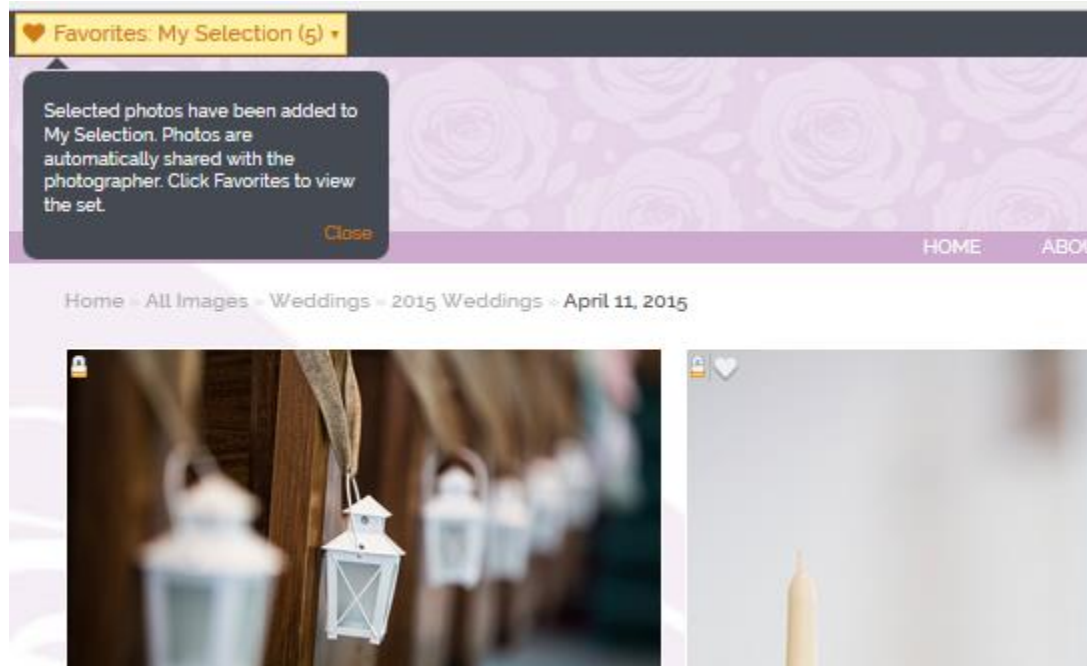 Favorites: My Selection (5)
Selected photos have been added to
My Selection. Photos are
automatically shared with the
photographer. Click Favorites to view
the set.
Close
HOME ABOU
Home » All Images » Weddings » 2015 Weddings » April 11, 2015